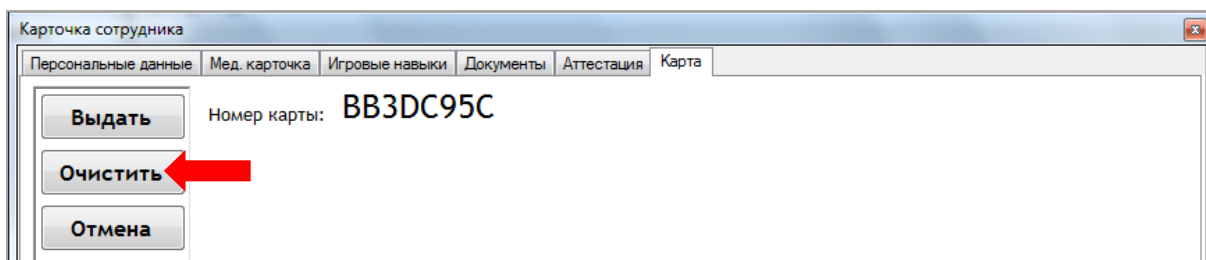 Карточка сотрудника
Персональные данные Мед. карточка Игровые навыки Документы Аттестация Карта
Выдать Номер карты: BB3DC95C
Очистить
Отмена